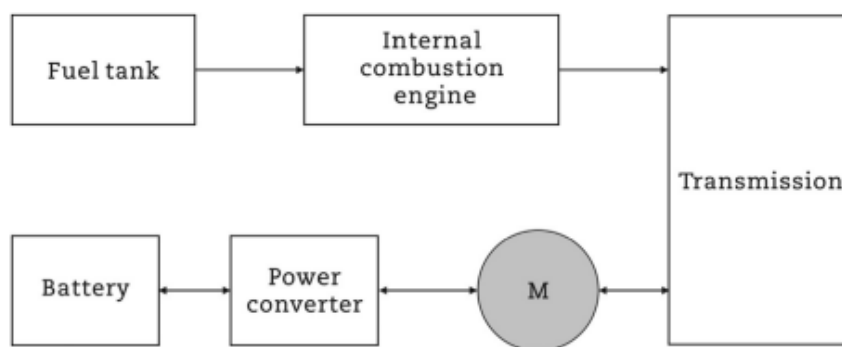 Fuel tank
Internal
combustion
engine
Transmission
Battery
Power
converter
M